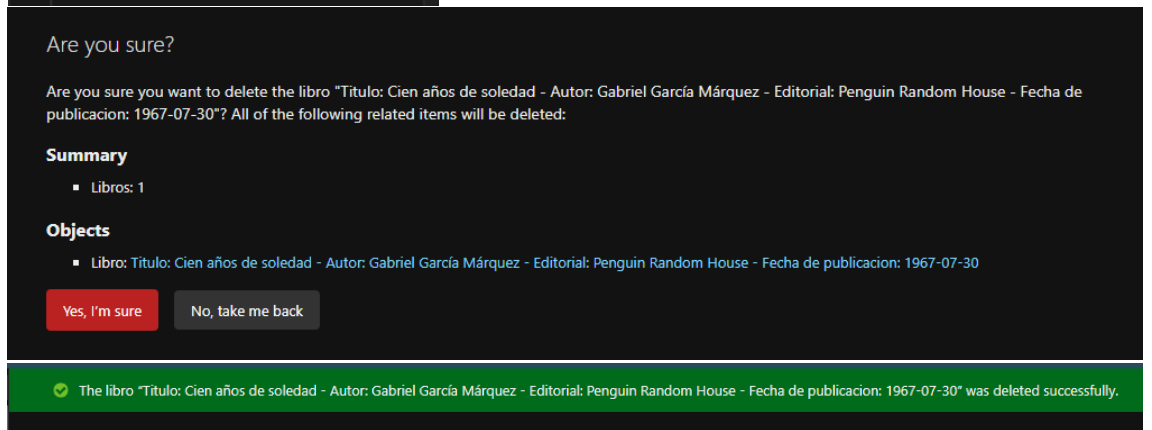 Are you sure?
Are you sure you want to delete the libro "Titulo: Cien años de soledad - Autor: Gabriel García Márquez - Editorial: Penguin Random House - Fecha de
publicacion: 1967-07-30"? All of the following related items will be deleted:
Summary
Libros: 1
Objects
Libro: Titulo: Cien años de soledad - Autor: Gabriel García Márquez - Editorial: Penguin Random House - Fecha de publicacion: 1967-07-30
Yes, I'm sure No, take me back
The libro “Titulo: Cien años de soledad - Autor: Gabriel García Márquez - Editorial: Penguin Random House - Fecha de publicacion: 1967-07-30” was deleted successfully.